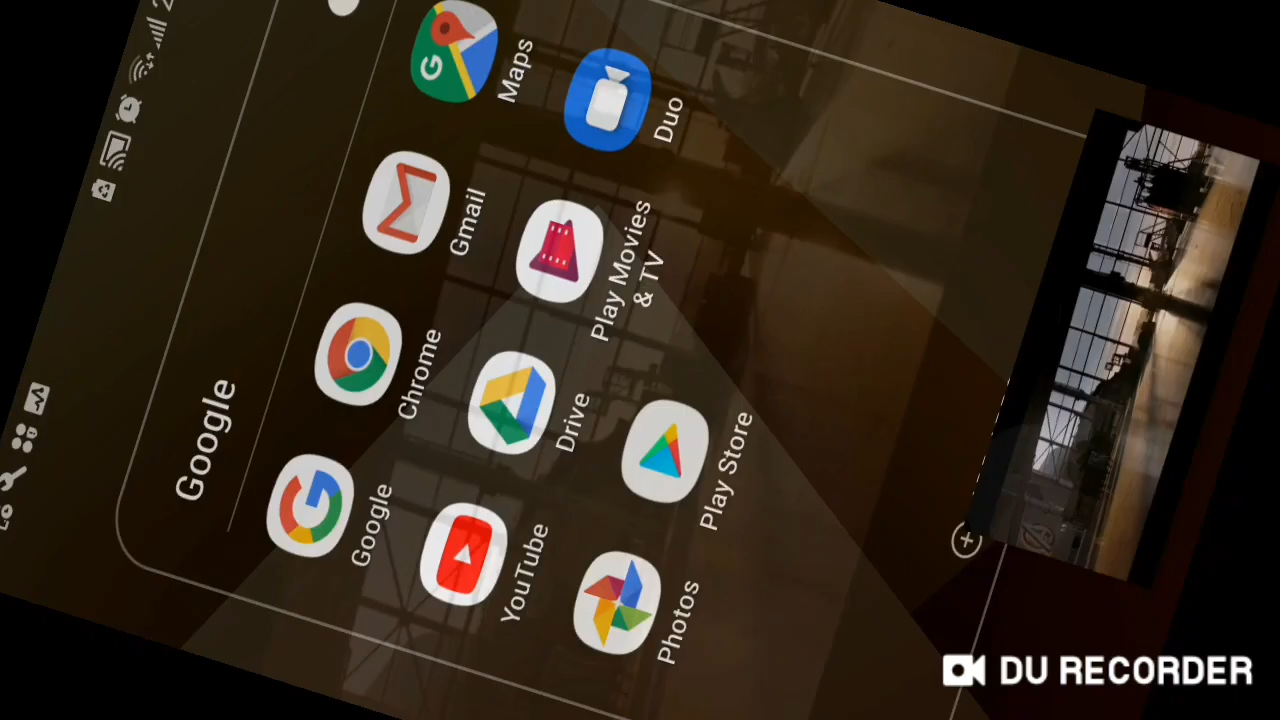 Google
Google
Chrome
Gmail
Maps
YouTube
Drive
Play Movies
& TV
Duo
Photos
Play Store
DU RECORDER